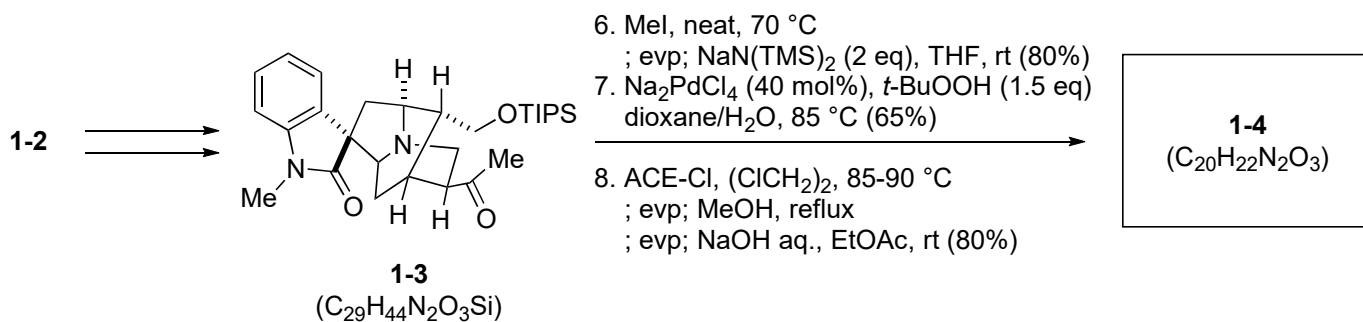 1-2
H
H
OTIPS
N
N
Me
O
H
H
Me
O
1-3
(C₂₉H₄₄N₂O₃Si)
6. MeI, neat, 70 °C
; evp; NaN(TMS)₂ (2 eq), THF, rt (80%)
7. Na₂PdCl₄ (40 mol%), t-BuOOH (1.5 eq)
dioxane/H₂O, 85 °C (65%)
8. ACE-Cl, (ClCH₂)₂, 85-90 °C
; evp; MeOH, reflux
; evp; NaOH aq., EtOAc, rt (80%)
1-4
(C₂₀H₂₂N₂O₃)